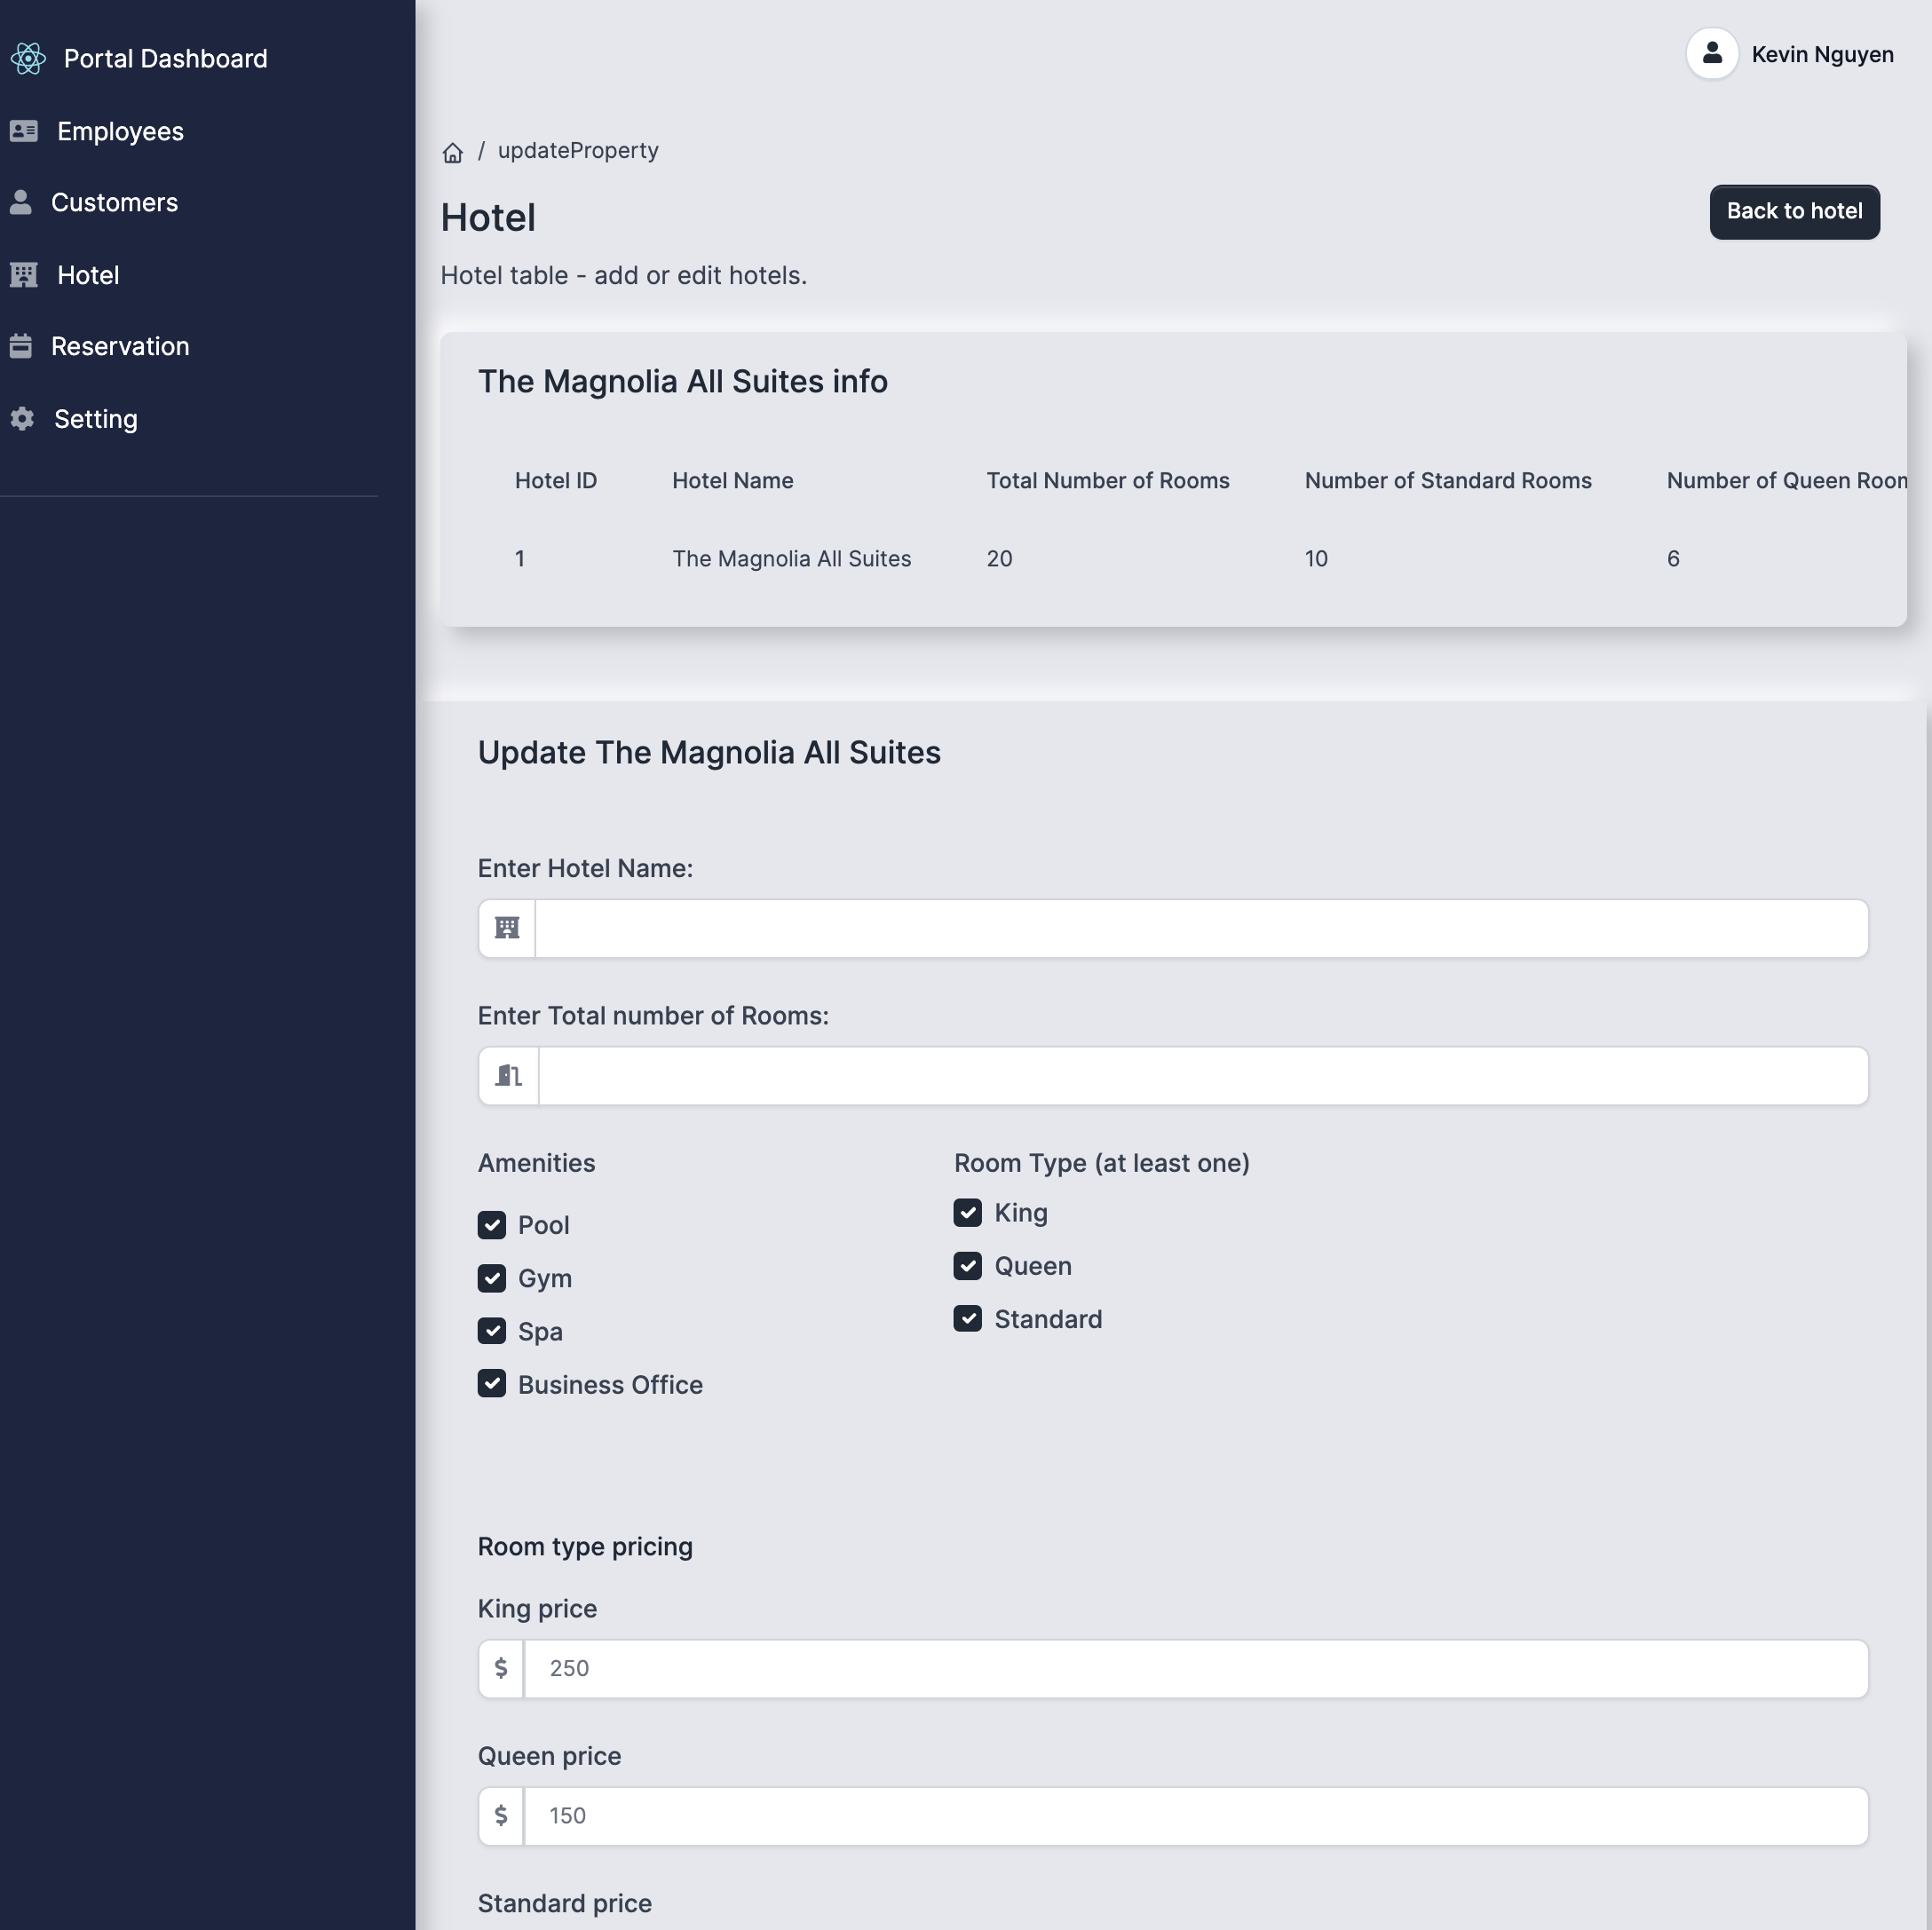 Portal Dashboard
Employees
Customers
Hotel
Reservation
Setting
Kevin Nguyen
/ updateProperty
Hotel
Back to hotel
Hotel table - add or edit hotels.
The Magnolia All Suites info
Hotel ID Hotel Name Total Number of Rooms Number of Standard Rooms Number of Queen
1 The Magnolia All Suites 20 10 6
Update The Magnolia All Suites
Enter Hotel Name:
Enter Total number of Rooms:
Amenities
Pool
Gym
Spa
Business Office
Room Type (at least one)
King
Queen
Standard
Room type pricing
King price
$ 250
Queen price
$ 150
Standard price